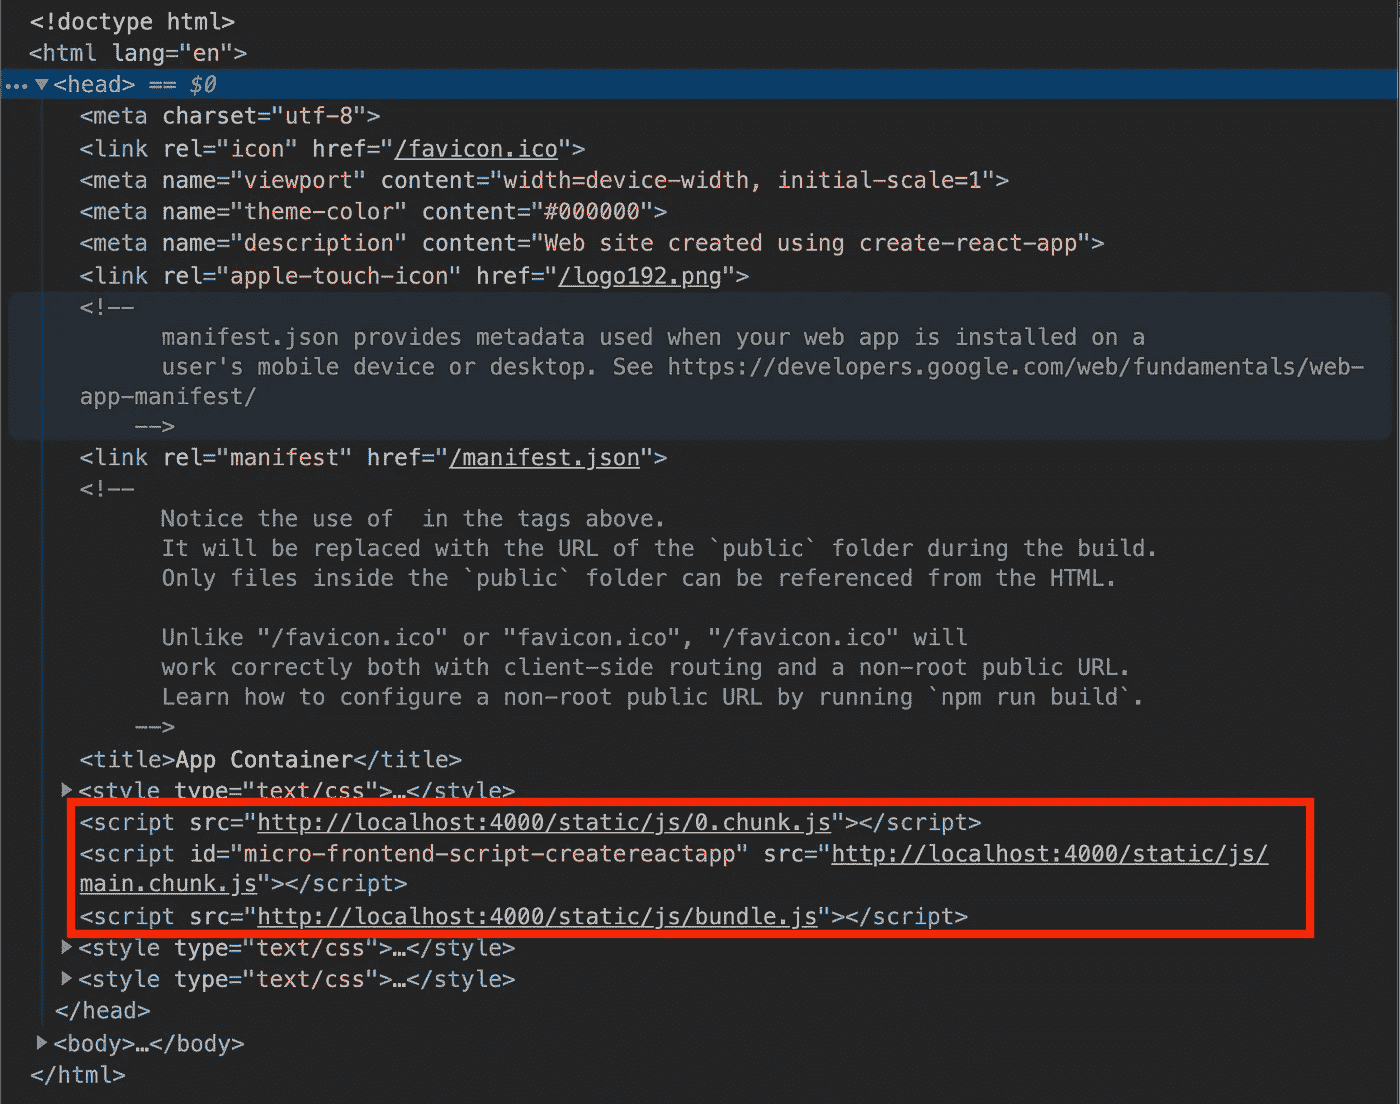 <!doctype html>
<html lang="en">
…▼<head> == $0
<meta charset="utf-8">
<link rel="icon" href="/favicon.ico">
<meta name="viewport" content="width=device-width, initial-scale=1">
<meta name="theme-color" content="#000000">
<meta name="description" content="Web site created using create-react-app">
<link rel="apple-touch-icon" href="/logo192.png">
<!--
manifest.json provides metadata used when your web app is installed on a
user's mobile device or desktop. See https://developers.google.com/web/fundamentals/web-
app-manifest/
-->
<link rel="manifest" href="/manifest.json">
<!--
Notice the use of  in the tags above.
It will be replaced with the URL of the `public` folder during the build.
Only files inside the `public` folder can be referenced from the HTML.
Unlike "/favicon.ico" or "favicon.ico", "/favicon.ico" will
work correctly both with client-side routing and a non-root public URL.
Learn how to configure a non-root public URL by running `npm run build`.
-->
<title>App Container</title>
▶<style type="text/css">…</style>
<script src="http://localhost:4000/static/js/0.chunk.js"></script>
<script id="micro-frontend-script-createreactapp" src="http://localhost:4000/static/js/
main.chunk.js"></script>
<script src="http://localhost:4000/static/js/bundle.js"></script>
▶<style type="text/css">…</style>
▶<style type="text/css">…</style>
</head>
▶<body>…</body>
</html>